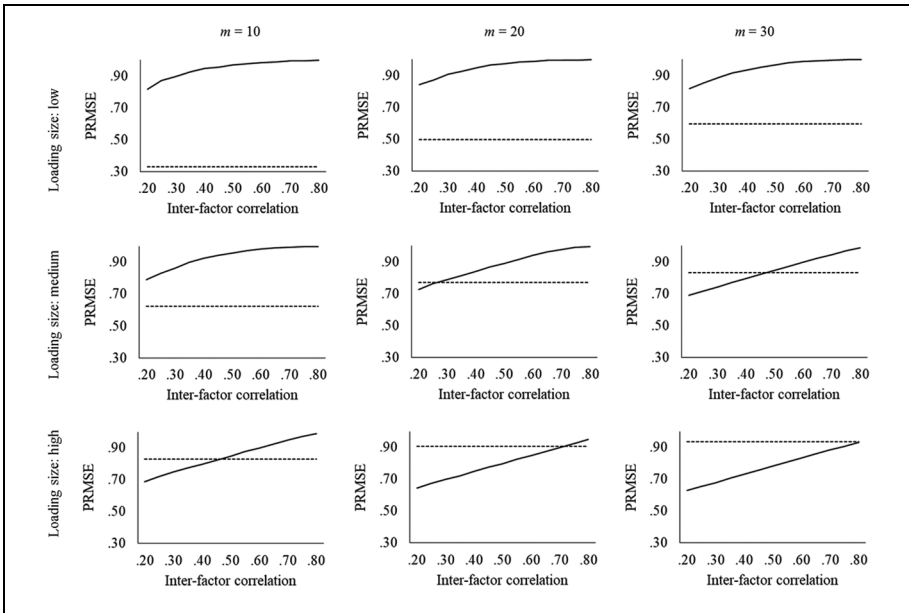 m = 10
m = 20
m = 30
Loading size: low
PRMSE
.90
.70
.50
.30
.20 .30 .40 .50 .60 .70 .80
Inter-factor correlation
PRMSE
.90
.70
.50
.30
.20 .30 .40 .50 .60 .70 .80
Inter-factor correlation
PRMSE
.90
.70
.50
.30
.20 .30 .40 .50 .60 .70 .80
Inter-factor correlation
Loading size: medium
PRMSE
.90
.70
.50
.30
.20 .30 .40 .50 .60 .70 .80
Inter-factor correlation
PRMSE
.90
.70
.50
.30
.20 .30 .40 .50 .60 .70 .80
Inter-factor correlation
PRMSE
.90
.70
.50
.30
.20 .30 .40 .50 .60 .70 .80
Inter-factor correlation
Loading size: high
PRMSE
.90
.70
.50
.30
.20 .30 .40 .50 .60 .70 .80
Inter-factor correlation
PRMSE
.90
.70
.50
.30
.20 .30 .40 .50 .60 .70 .80
Inter-factor correlation
PRMSE
.90
.70
.50
.30
.20 .30 .40 .50 .60 .70 .80
Inter-factor correlation